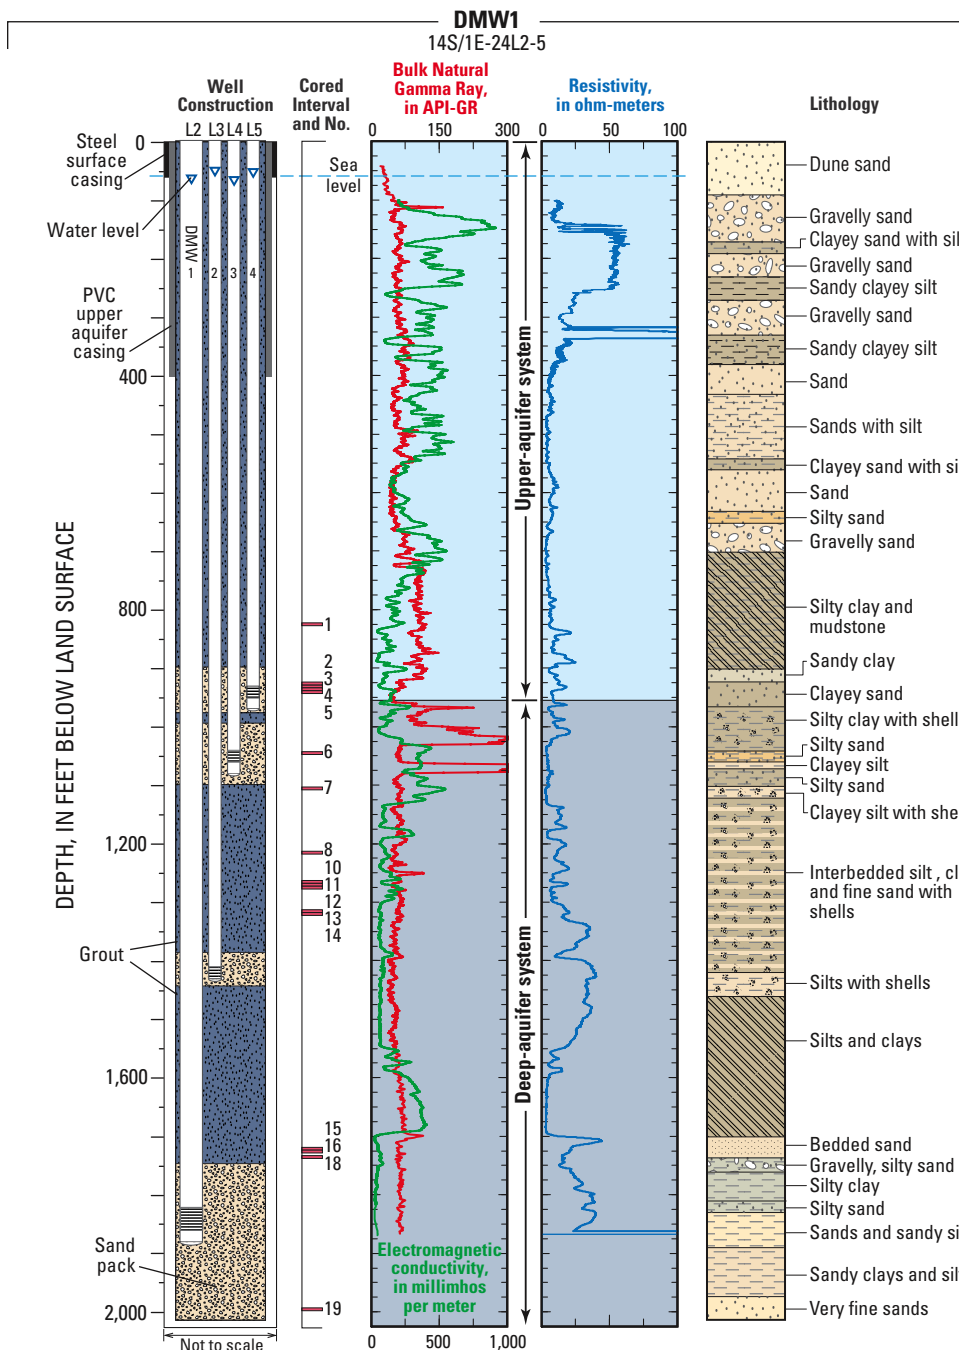 DMW1
14S/1E-24L2-5
Well
Construction
Cored
Interval
and No.
Bulk Natural
Gamma Ray,
in API-GR
Resistivity,
in ohm-meters
Lithology
L2 L3 L4 L5
0 150 300
0 50 100
Steel
surface
casing
Water level
PVC
upper
aquifer
casing
DMW
1 2 3 4
Sea
level
DEPTH, IN FEET BELOW LAND SURFACE
0
400
800
1,200
1,600
2,000
Grout
Sand
pack
Not to scale
1
2
3
4
5
6
7
8
10
11
12
13
14
15
16
18
19
Upper-aquifer system
Deep-aquifer system
Electromagnetic
conductivity,
in millimhos
per meter
0 500 1,000
0 50 100
Dune sand
Gravelly sand
Clayey sand with sil
Gravelly sand
Sandy clayey silt
Gravelly sand
Sandy clayey silt
Sand
Sands with silt
Clayey sand with si
Sand
Silty sand
Gravelly sand
Silty clay and
mudstone
Sandy clay
Clayey sand
Silty clay with shell
Silty sand
Clayey silt
Silty sand
Clayey silt with she
Interbedded silt , cl
and fine sand with
shells
Silts with shells
Silts and clays
Bedded sand
Gravelly, silty sand
Silty clay
Silty sand
Sands and sandy si
Sandy clays and sil
Very fine sands